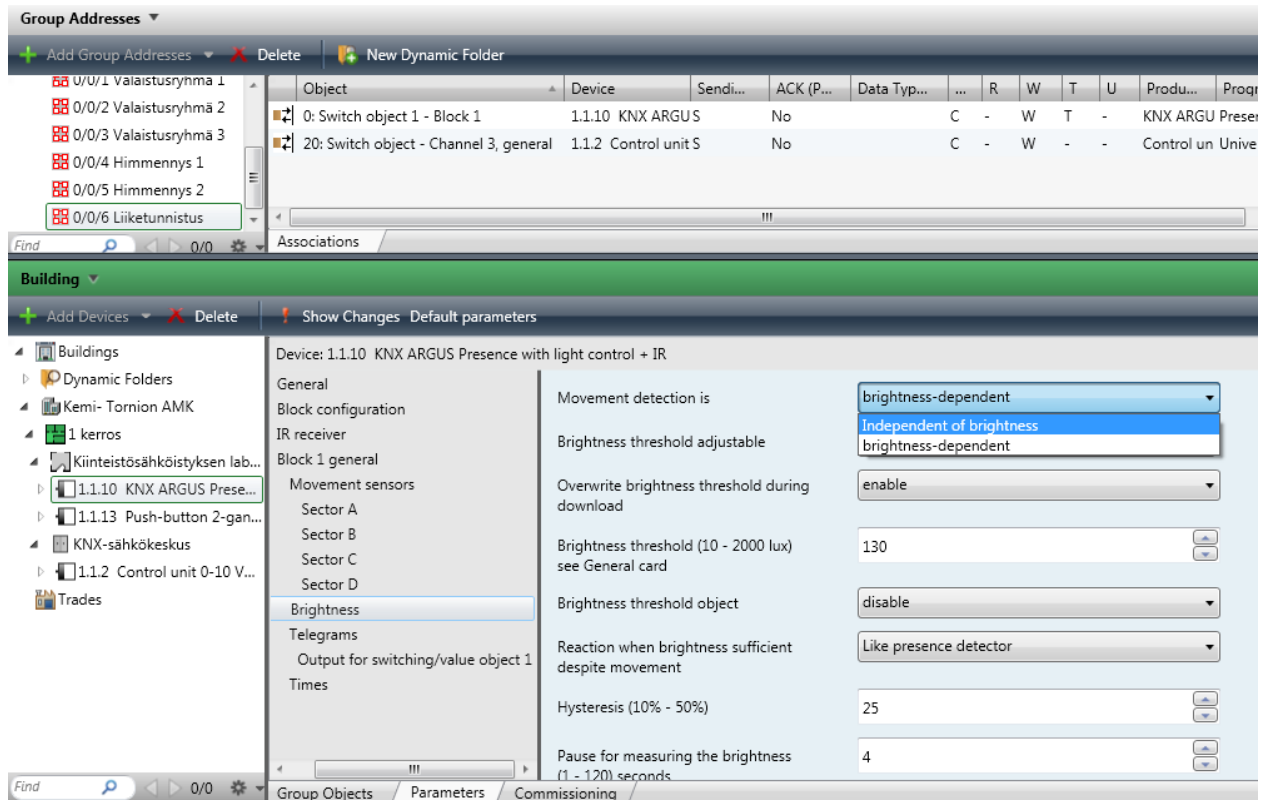 Group Addresses
Add Group Addresses Delete New Dynamic Folder
0/0/1 Valaistusryhmä 1
0/0/2 Valaistusryhmä 2
0/0/3 Valaistusryhmä 3
0/0/4 Himmennys 1
0/0/5 Himmennys 2
0/0/6 Liiketunnistus
Find 0/0
Object Device Sendi... ACK (P... Data Typ... ... R W T U Produ... Progr
0: Switch object 1 - Block 1 1.1.10 KNX ARGU S No C - W T - KNX ARGU Presen
20: Switch object - Channel 3, general 1.1.2 Control unit S No C - W - - Control un Unive
Associations
Building
Add Devices Delete Show Changes Default parameters
Buildings
Dynamic Folders
Kemi- Tornion AMK
1 kerros
Kiinteistösähköistyksen lab...
1.1.10 KNX ARGUS Prese...
1.1.13 Push-button 2-gan...
KNX-sähkökeskus
1.1.2 Control unit 0-10 V...
Trades
Find 0/0
Device: 1.1.10 KNX ARGUS Presence with light control + IR
General
Block configuration
IR receiver
Block 1 general
Movement sensors
Sector A
Sector B
Sector C
Sector D
Brightness
Telegrams
Output for switching/value object 1
Times
Movement detection is brightness-dependent
Independent of brightness
brightness-dependent
Brightness threshold adjustable
Overwrite brightness threshold during enable
download
Brightness threshold (10 - 2000 lux) 130
see General card
Brightness threshold object disable
Reaction when brightness sufficient Like presence detector
despite movement
Hysteresis (10% - 50%) 25
Pause for measuring the brightness 4
(1 - 120) seconds
Group Objects Parameters Commissioning